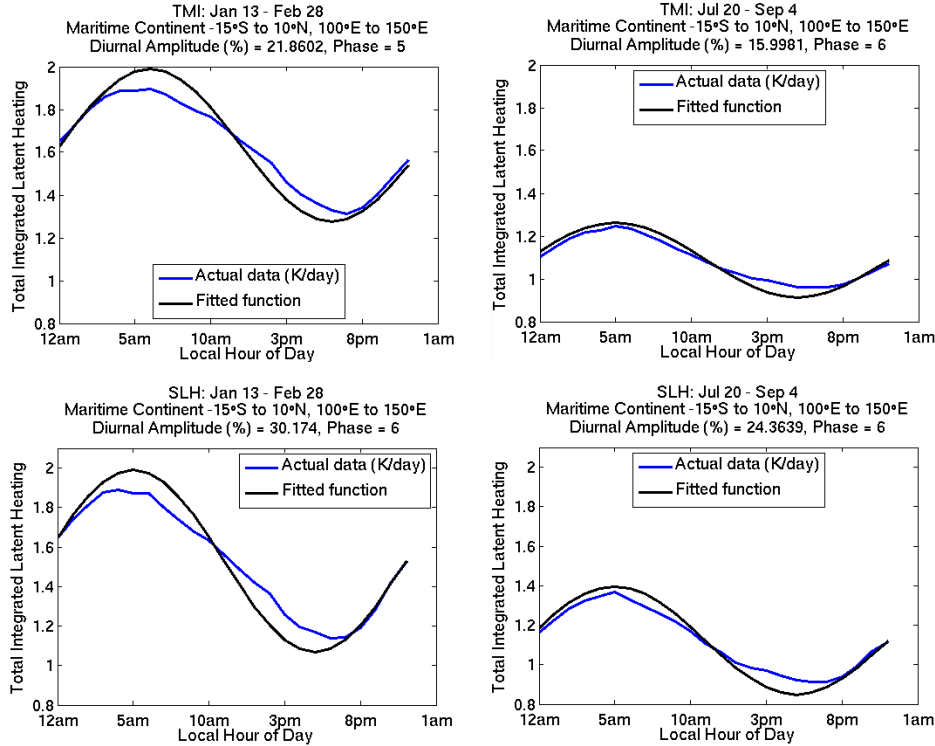 TMI: Jan 13 - Feb 28
Maritime Continent -15°S to 10°N, 100°E to 150°E
Diurnal Amplitude (%) = 21.8602, Phase = 5
Total Integrated Latent Heating
2
1.8
1.6
1.4
1.2
1
0.8
Actual data (K/day)
Fitted function
12am
5am
10am
3pm
8pm
1am
Local Hour of Day
TMI: Jul 20 - Sep 4
Maritime Continent -15°S to 10°N, 100°E to 150°E
Diurnal Amplitude (%) = 15.9981, Phase = 6
Total Integrated Latent Heating
2
1.8
1.6
1.4
1.2
1
0.8
Actual data (K/day)
Fitted function
12am
5am
10am
3pm
8pm
1am
Local Hour of Day
SLH: Jan 13 - Feb 28
Maritime Continent -15°S to 10°N, 100°E to 150°E
Diurnal Amplitude (%) = 30.174, Phase = 6
Total Integrated Latent Heating
2
1.8
1.6
1.4
1.2
1
0.8
Actual data (K/day)
Fitted function
12am
5am
10am
3pm
8pm
1am
Local Hour of Day
SLH: Jul 20 - Sep 4
Maritime Continent -15°S to 10°N, 100°E to 150°E
Diurnal Amplitude (%) = 24.3639, Phase = 6
Total Integrated Latent Heating
2
1.8
1.6
1.4
1.2
1
0.8
Actual data (K/day)
Fitted function
12am
5am
10am
3pm
8pm
1am
Local Hour of Day